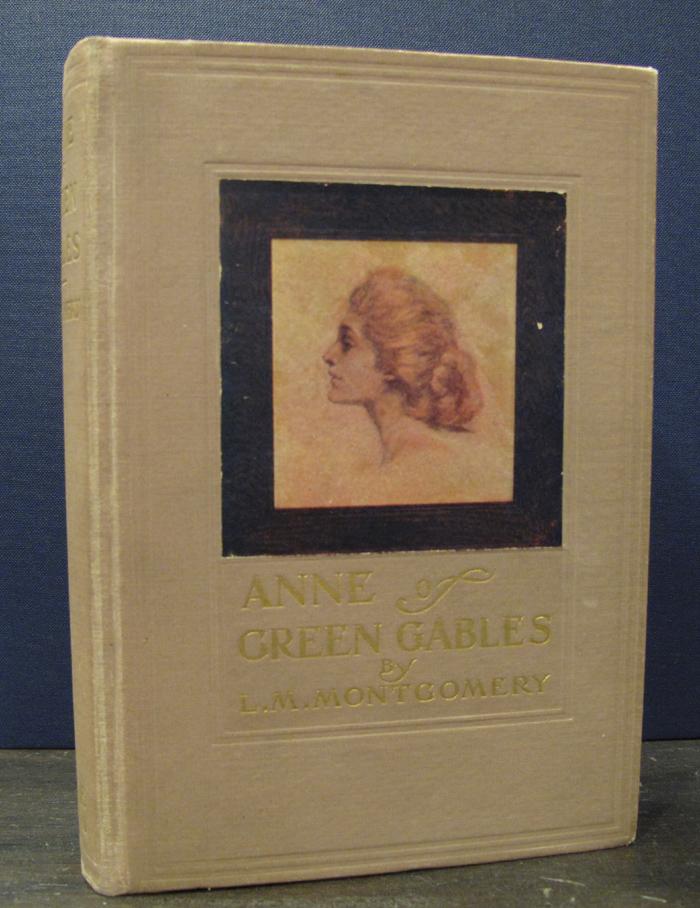 ANNE of
GREEN GABLES
BY
L.M. MONTGOMERY